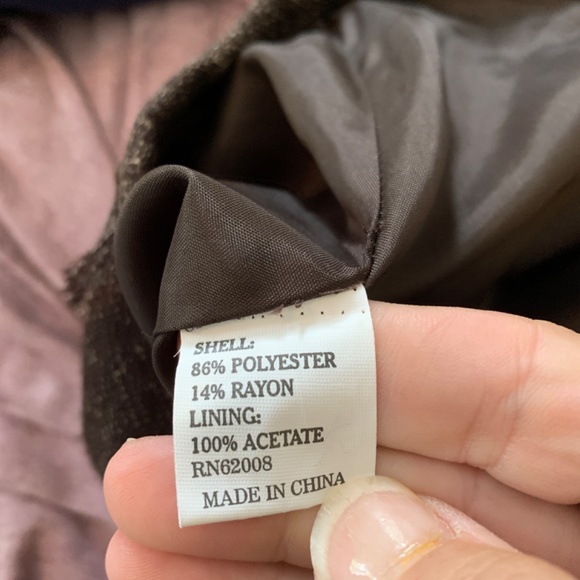 SHELL:
86% POLYESTER
14% RAYON
LINING:
100% ACETATE
RN62008
MADE IN CHINA